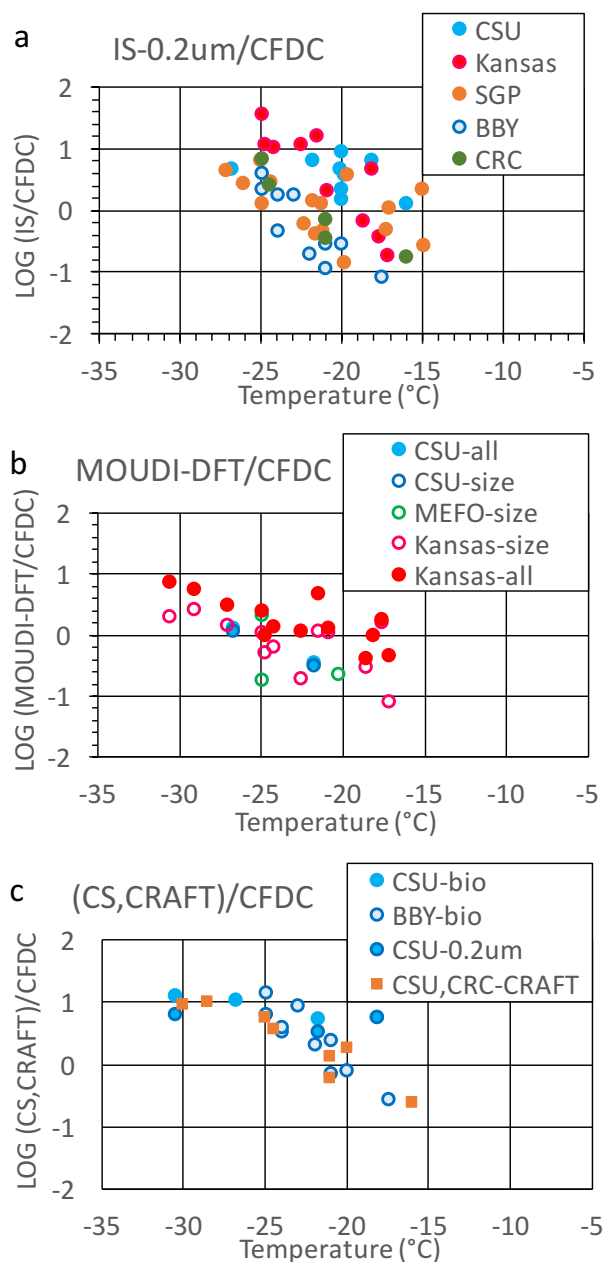 a
IS-0.2um/CFDC
CSU
Kansas
SGP
BBY
CRC
LOG (IS/CFDC)
2
1
0
-1
-2
-35 -30 -25 -20 -15 -10 -5
Temperature (°C)
b
MOUDI-DFT/CFDC
CSU-all
CSU-size
MEFO-size
Kansas-size
Kansas-all
LOG (MOUDI-DFT/CFDC)
2
1
0
-1
-2
-35 -30 -25 -20 -15 -10 -5
Temperature (°C)
c
(CS,CRAFT)/CFDC
CSU-bio
BBY-bio
CSU-0.2um
CSU,CRC-CRAFT
LOG (CS,CRAFT)/CFDC
2
1
0
-1
-2
-35 -30 -25 -20 -15 -10 -5
Temperature (°C)